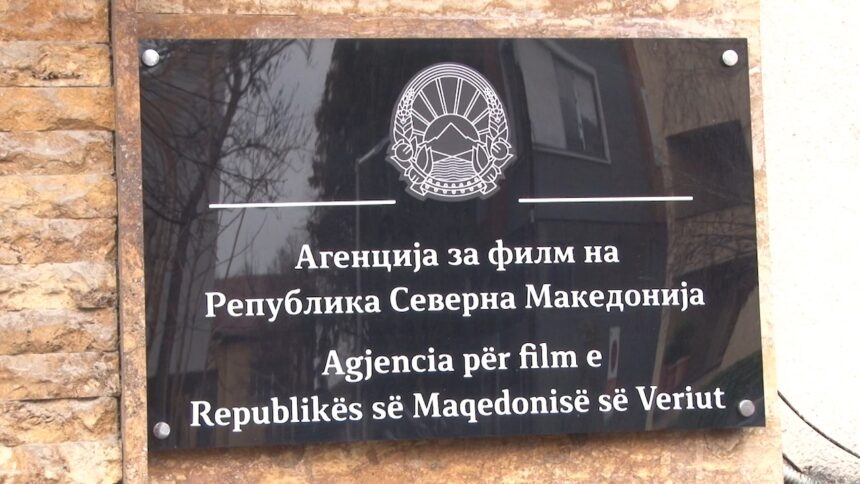 Агенција за филм на
Република Северна Македонија
Agjencia për film e
Republikës së Maqedonisë së Veriut